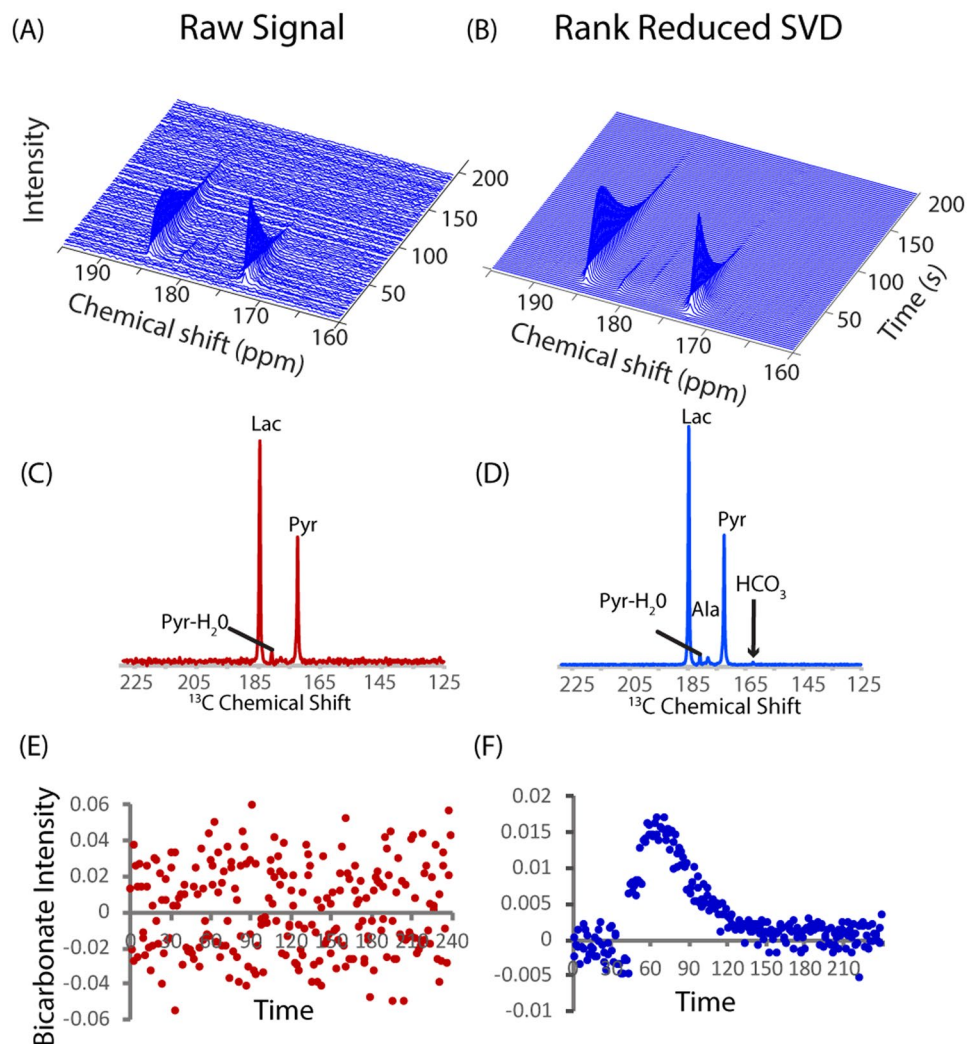 (A) Raw Signal
(B) Rank Reduced SVD
Intensity
200
150
100
50
190
180
170
160
Chemical shift (ppm)
200
150
100
50
Time (s)
190
180
170
160
Chemical shift (ppm)
(C)
Lac
Pyr
Pyr-H₂0
225 205 185 165 145 125
¹³C Chemical Shift
(D)
Lac
Pyr
Pyr-H₂0
Ala
HCO₃
225 205 185 165 145 125
¹³C Chemical Shift
(E)
Bicarbonate Intensity
0.06
0.04
0.02
0
-0.02
-0.04
-0.06
0 30 60 90 120 150 180 210 240
Time
(F)
0.02
0.015
0.01
0.005
0
-0.005
-0.01
0 30 60 90 120 150 180 210
Time